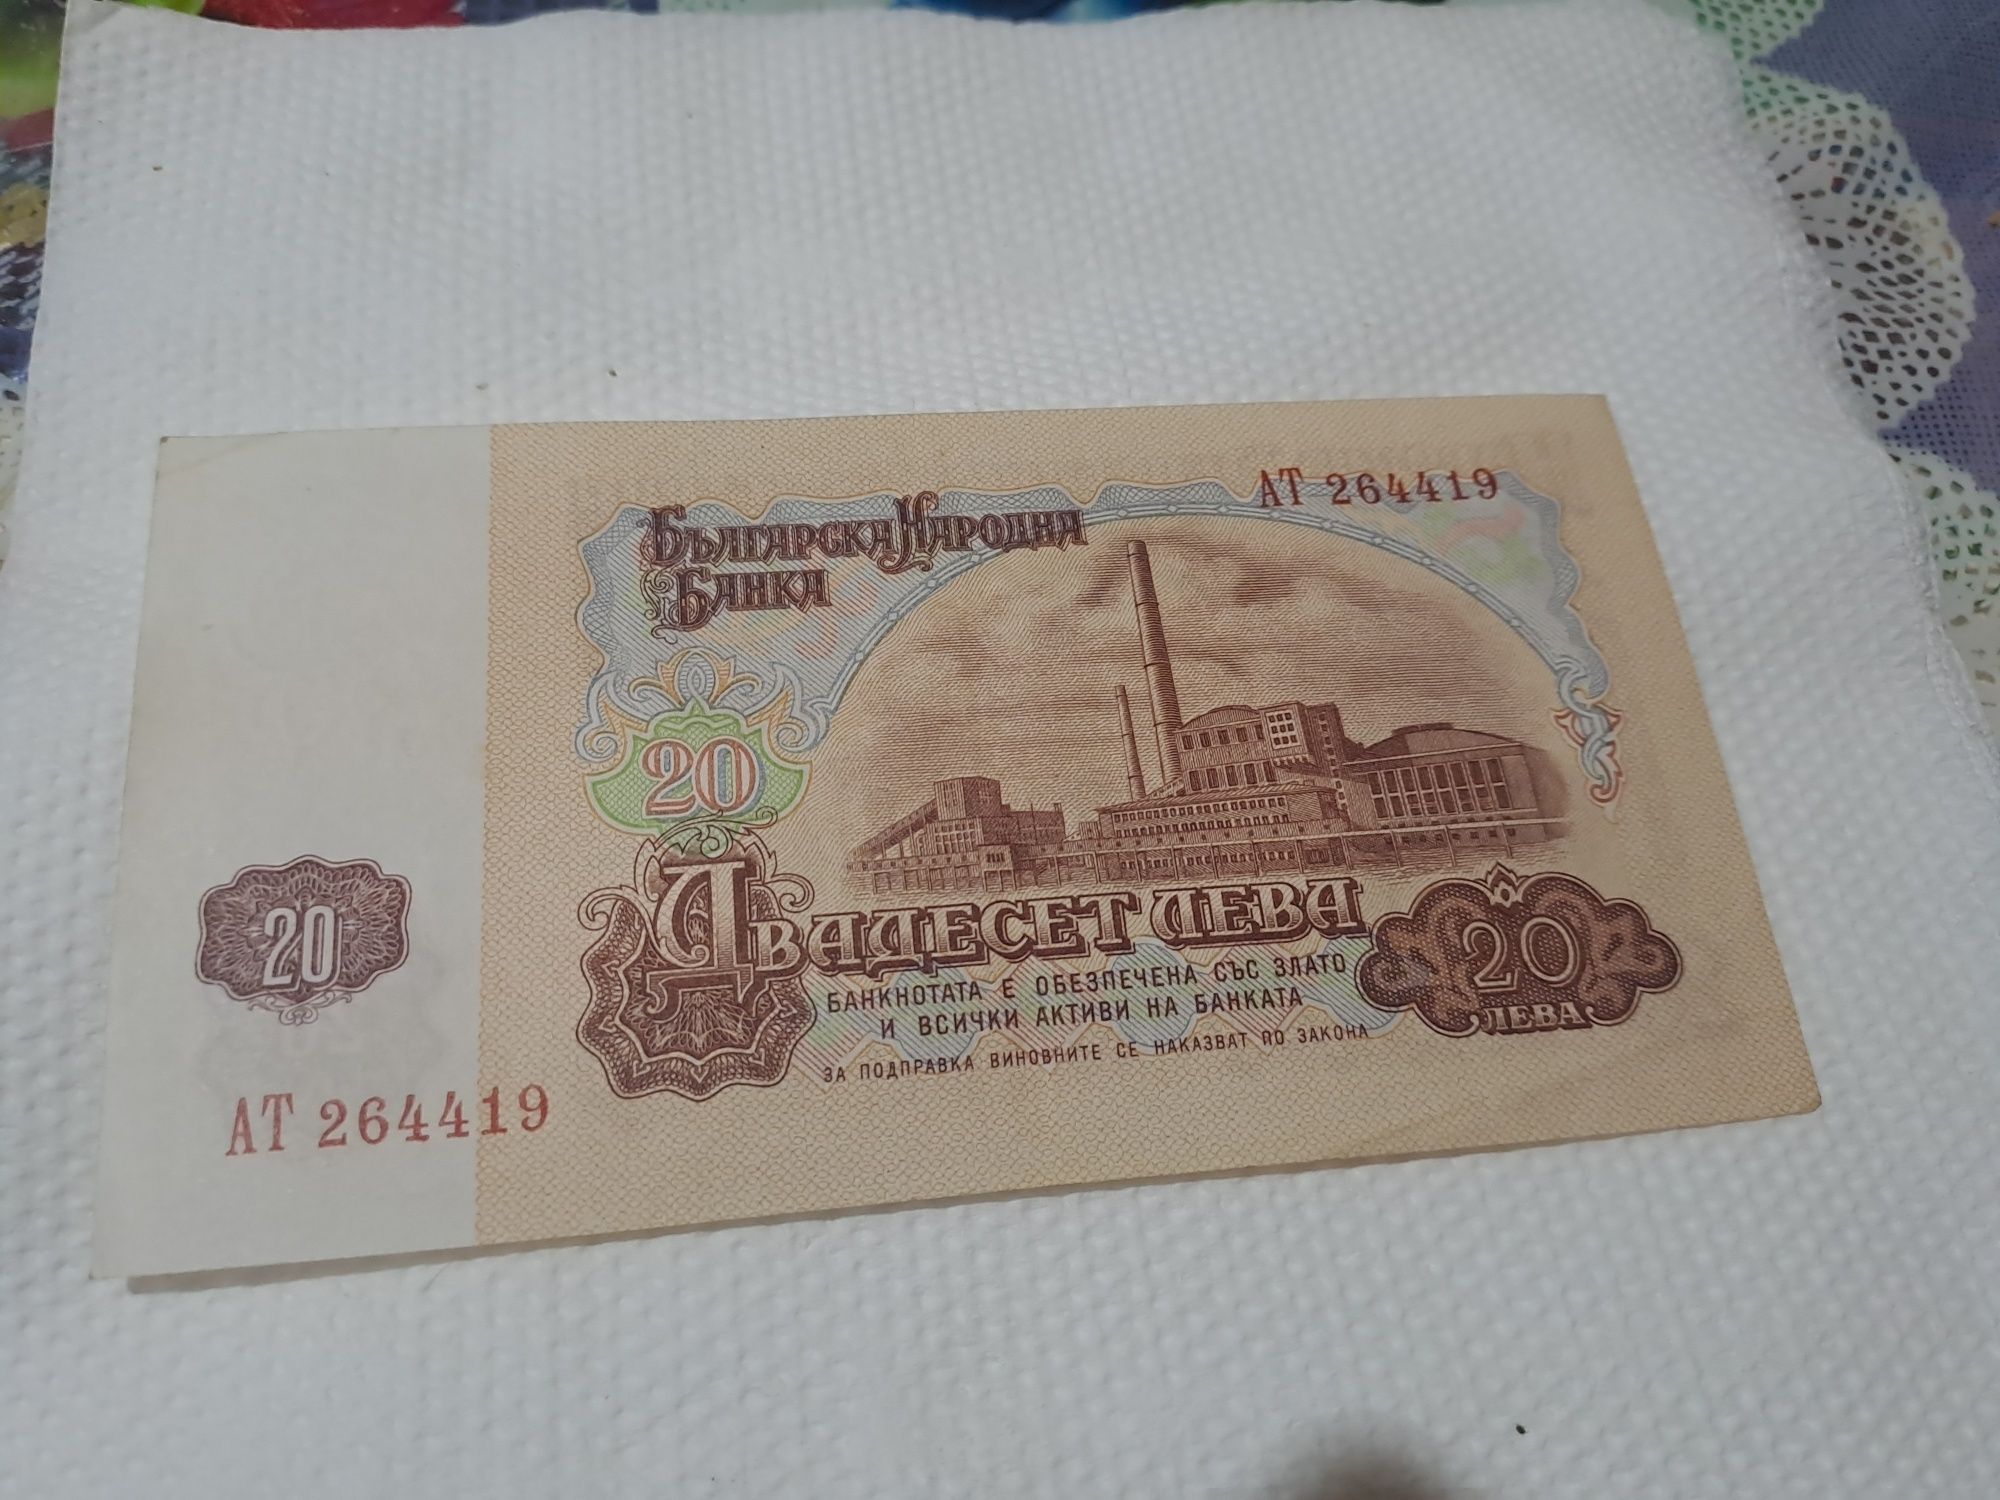 АТ 264419
Българска Народна
Банка
20
Двадесет лева
20
20
ЛЕВА
БАНКНОТАТА Е ОБЕЗПЕЧЕНА СЪС ЗЛАТО
И ВСИЧКИ АКТИВИ НА БАНКАТА
ЗА ПОДПРАВКА ВИНОВНИТЕ СЕ НАКАЗВАТ ПО ЗАКОНА
АТ 264419